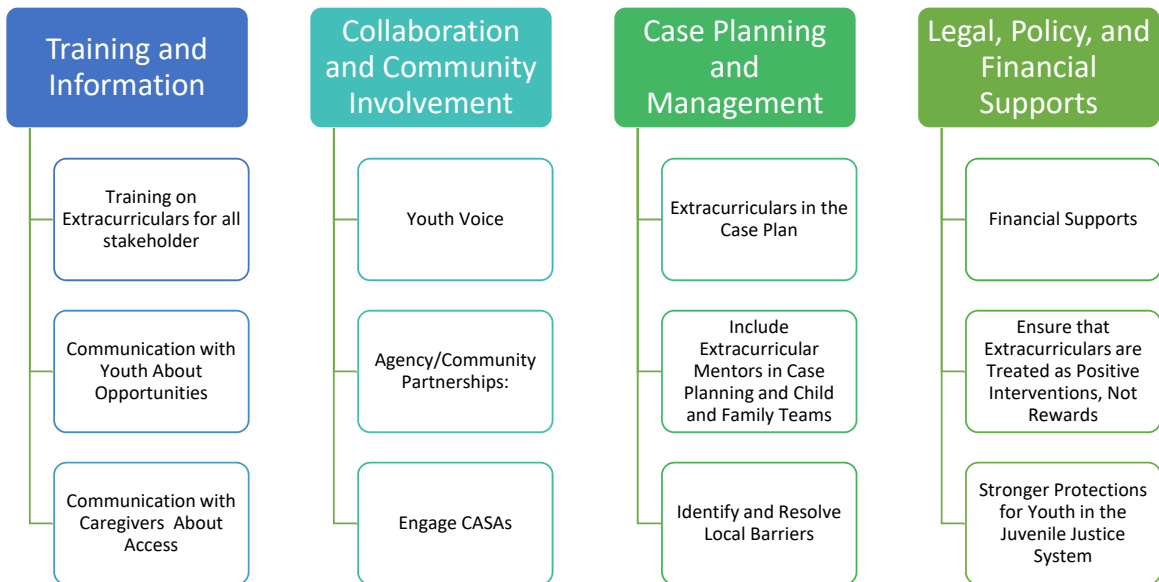 Training and
Information
Training on
Extracurriculars for all
stakeholder
Communication with
Youth About
Opportunities
Communication with
Caregivers  About
Access
Collaboration
and Community
Involvement
Youth Voice
Agency/Community
Partnerships:
Engage CASAs
Case Planning
and
Management
Extracurriculars in the
Case Plan
Include
Extracurricular
Mentors in Case
Planning and Child
and Family Teams
Identify and Resolve
Local Barriers
Legal, Policy, and
Financial
Supports
Financial Supports
Ensure that
Extracurriculars are
Treated as Positive
Interventions, Not
Rewards
Stronger Protections
for Youth in the
Juvenile Justice
System